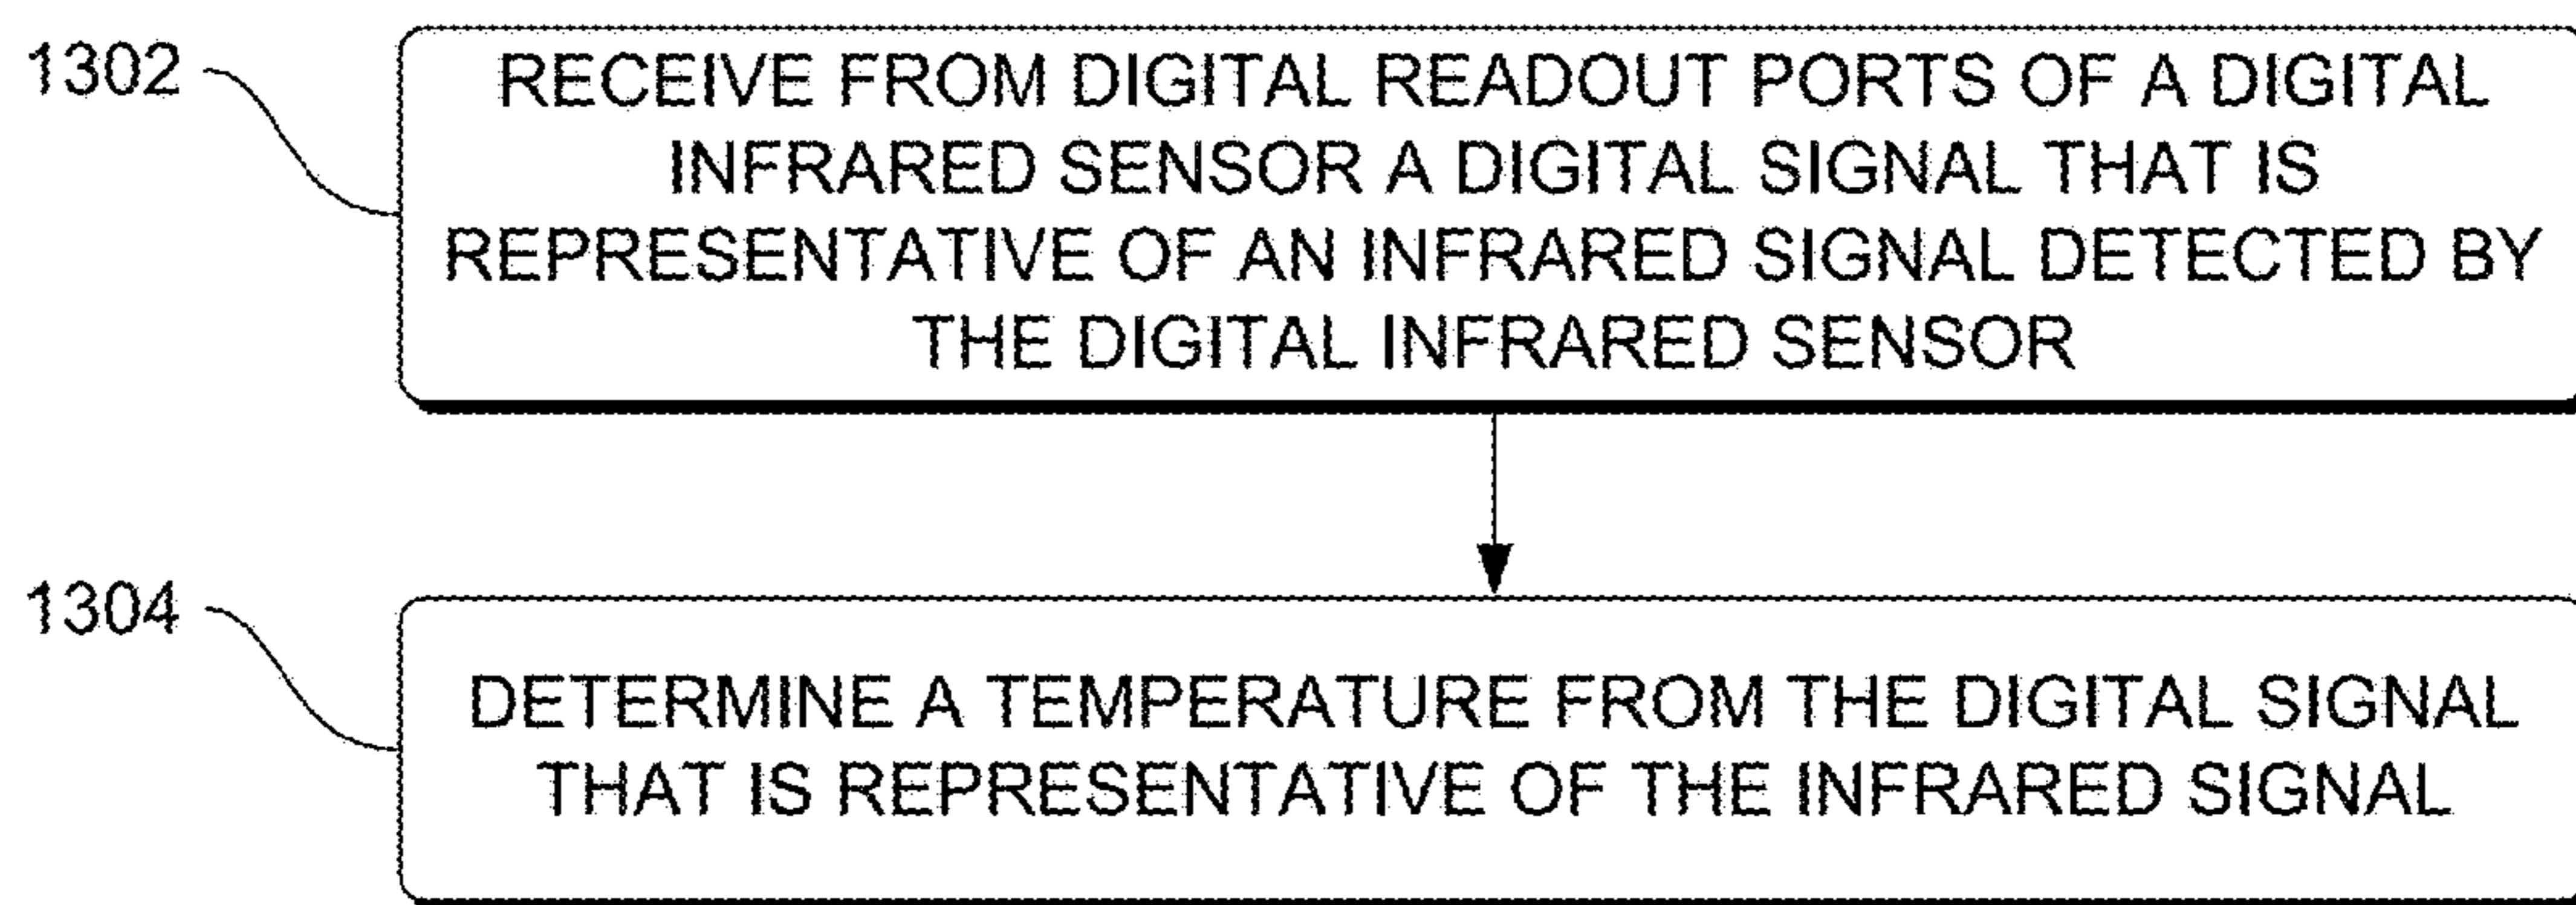 1302
RECEIVE FROM DIGITAL READOUT PORTS OF A DIGITAL
INFRARED SENSOR A DIGITAL SIGNAL THAT IS
REPRESENTATIVE OF AN INFRARED SIGNAL DETECTED BY
THE DIGITAL INFRARED SENSOR
1304
DETERMINE A TEMPERATURE FROM THE DIGITAL SIGNAL
THAT IS REPRESENTATIVE OF THE INFRARED SIGNAL